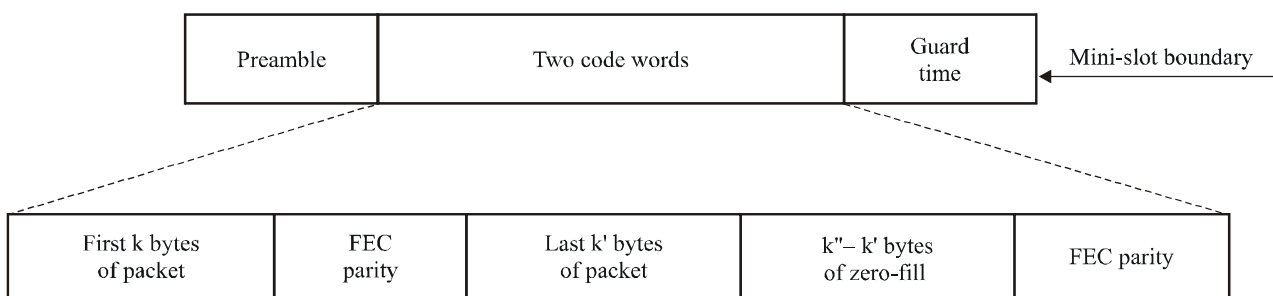 Preamble
Two code words
Guard
time
Mini-slot boundary
First k bytes
of packet
FEC
parity
Last k' bytes
of packet
k''– k' bytes
of zero-fill
FEC parity